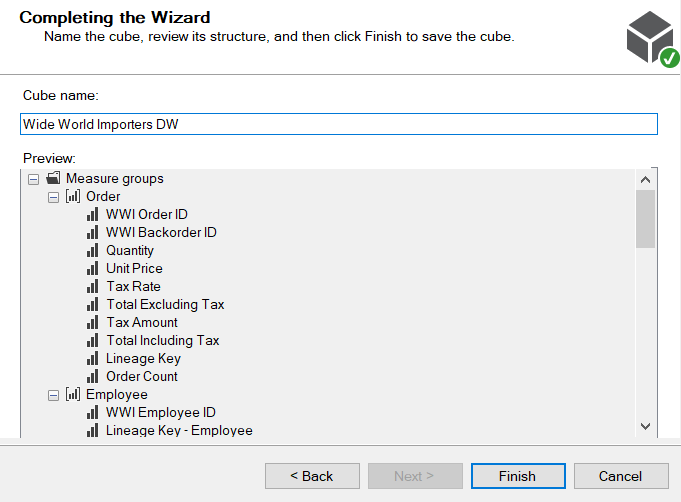 Completing the Wizard
Name the cube, review its structure, and then click Finish to save the cube.
Cube name:
Wide World Importers DW
Preview:
Measure groups
Order
WWI Order ID
WWI Backorder ID
Quantity
Unit Price
Tax Rate
Total Excluding Tax
Tax Amount
Total Including Tax
Lineage Key
Order Count
Employee
WWI Employee ID
Lineage Key - Employee
< Back
Next >
Finish
Cancel